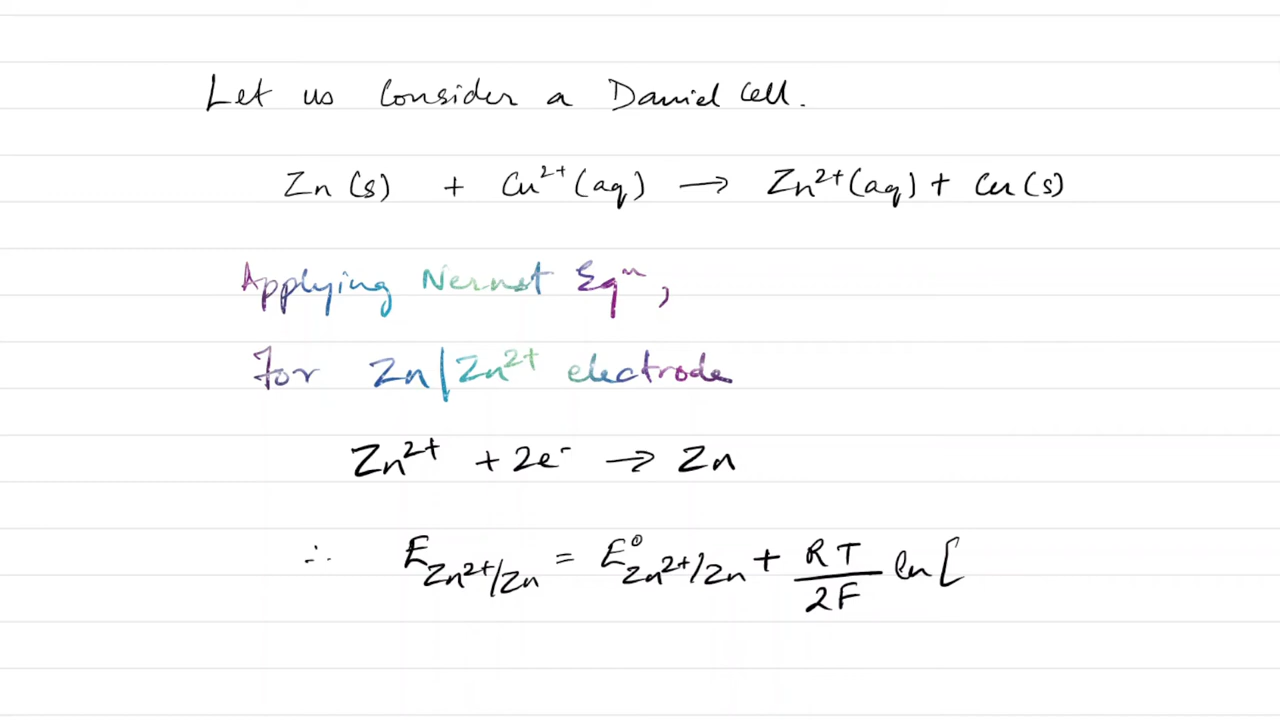 Let us Consider a Daniel Cell.
Zn(s) + Cu²⁺(aq) → Zn²⁺(aq) + Cu(s)
Applying Nernst Eqⁿ,
For Zn|Zn²⁺ electrode
Zn²⁺ + 2e⁻ → Zn
∴ E_Zn²⁺/Zn = E°_Zn²⁺/Zn + RT/2F ln[